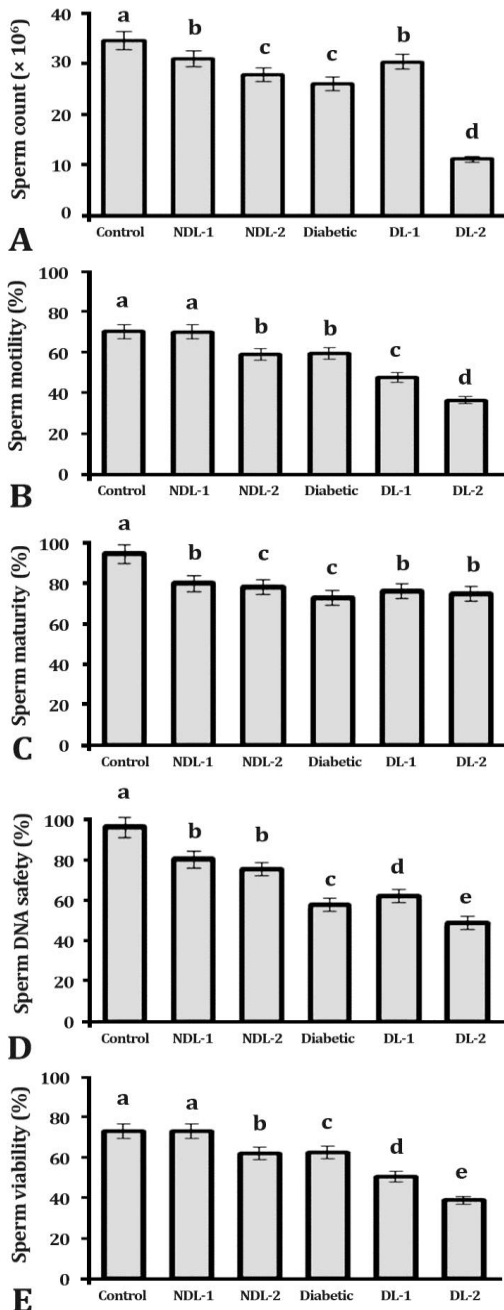 Sperm count (× 10⁶)
40
30
20
10
0
a
b
c
c
b
d
Control
NDL-1
NDL-2
Diabetic
DL-1
DL-2
A
Sperm motility (%)
100
80
60
40
20
0
a
a
b
b
c
d
Control
NDL-1
NDL-2
Diabetic
DL-1
DL-2
B
Sperm maturity (%)
100
80
60
40
20
0
a
b
c
c
b
b
Control
NDL-1
NDL-2
Diabetic
DL-1
DL-2
C
Sperm DNA safety (%)
100
80
60
40
20
0
a
b
b
c
d
e
Control
NDL-1
NDL-2
Diabetic
DL-1
DL-2
D
Sperm viability (%)
100
80
60
40
20
0
a
a
b
c
d
e
Control
NDL-1
NDL-2
Diabetic
DL-1
DL-2
E